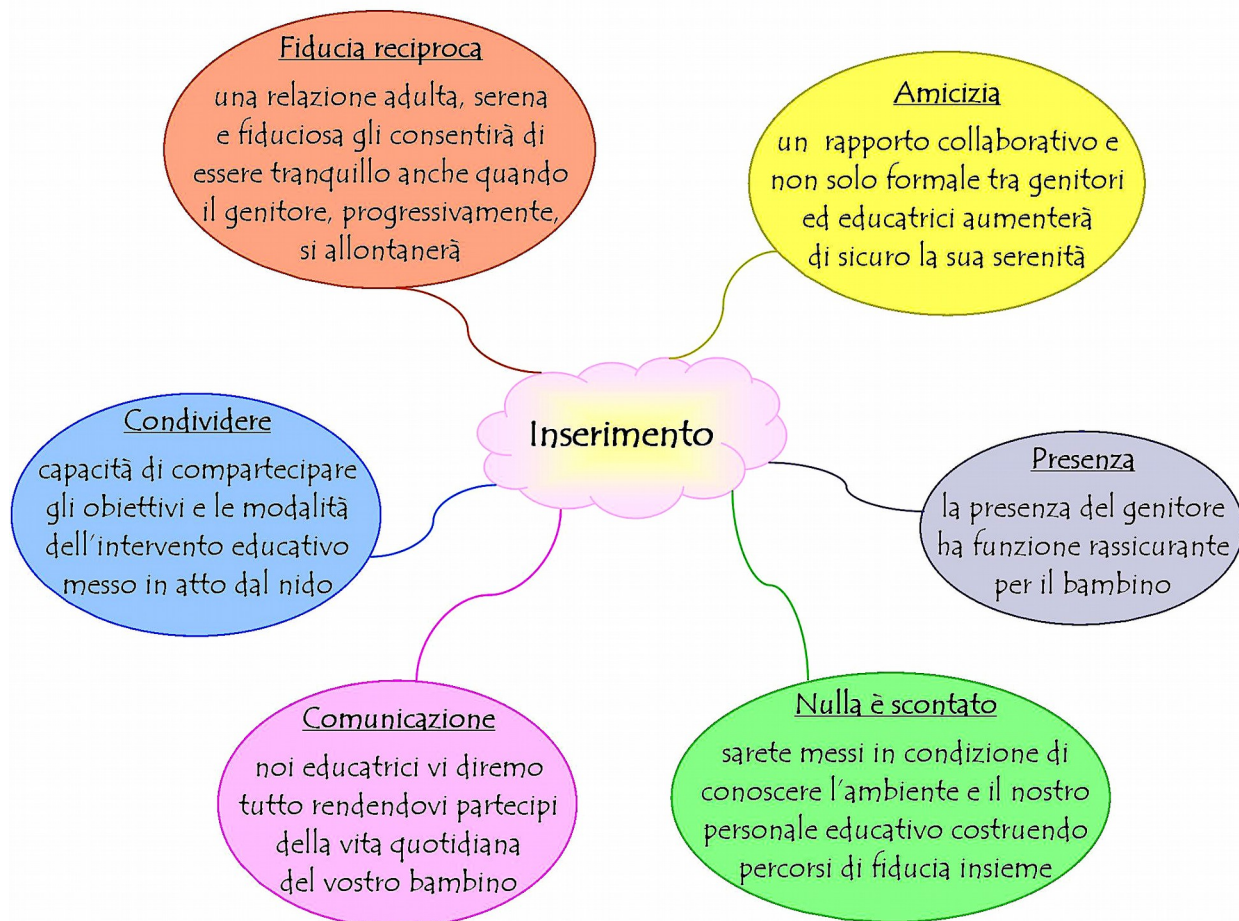 Fiducia reciproca
una relazione adulta, serena
e fiduciosa gli consentirà di
essere tranquillo anche quando
il genitore, progressivamente,
si allontanerà
Amicizia
un rapporto collaborativo e
non solo formale tra genitori
ed educatrici aumenterà
di sicuro la sua serenità
Inserimento
Condividere
capacità di compartecipare
gli obiettivi e le modalità
dell'intervento educativo
messo in atto dal nido
Presenza
la presenza del genitore
ha funzione rassicurante
per il bambino
Comunicazione
noi educatrici vi diremo
tutto rendendovi partecipi
della vita quotidiana
del vostro bambino
Nulla è scontato
sarete messi in condizione di
conoscere l'ambiente e il nostro
personale educativo costruendo
percorsi di fiducia insieme